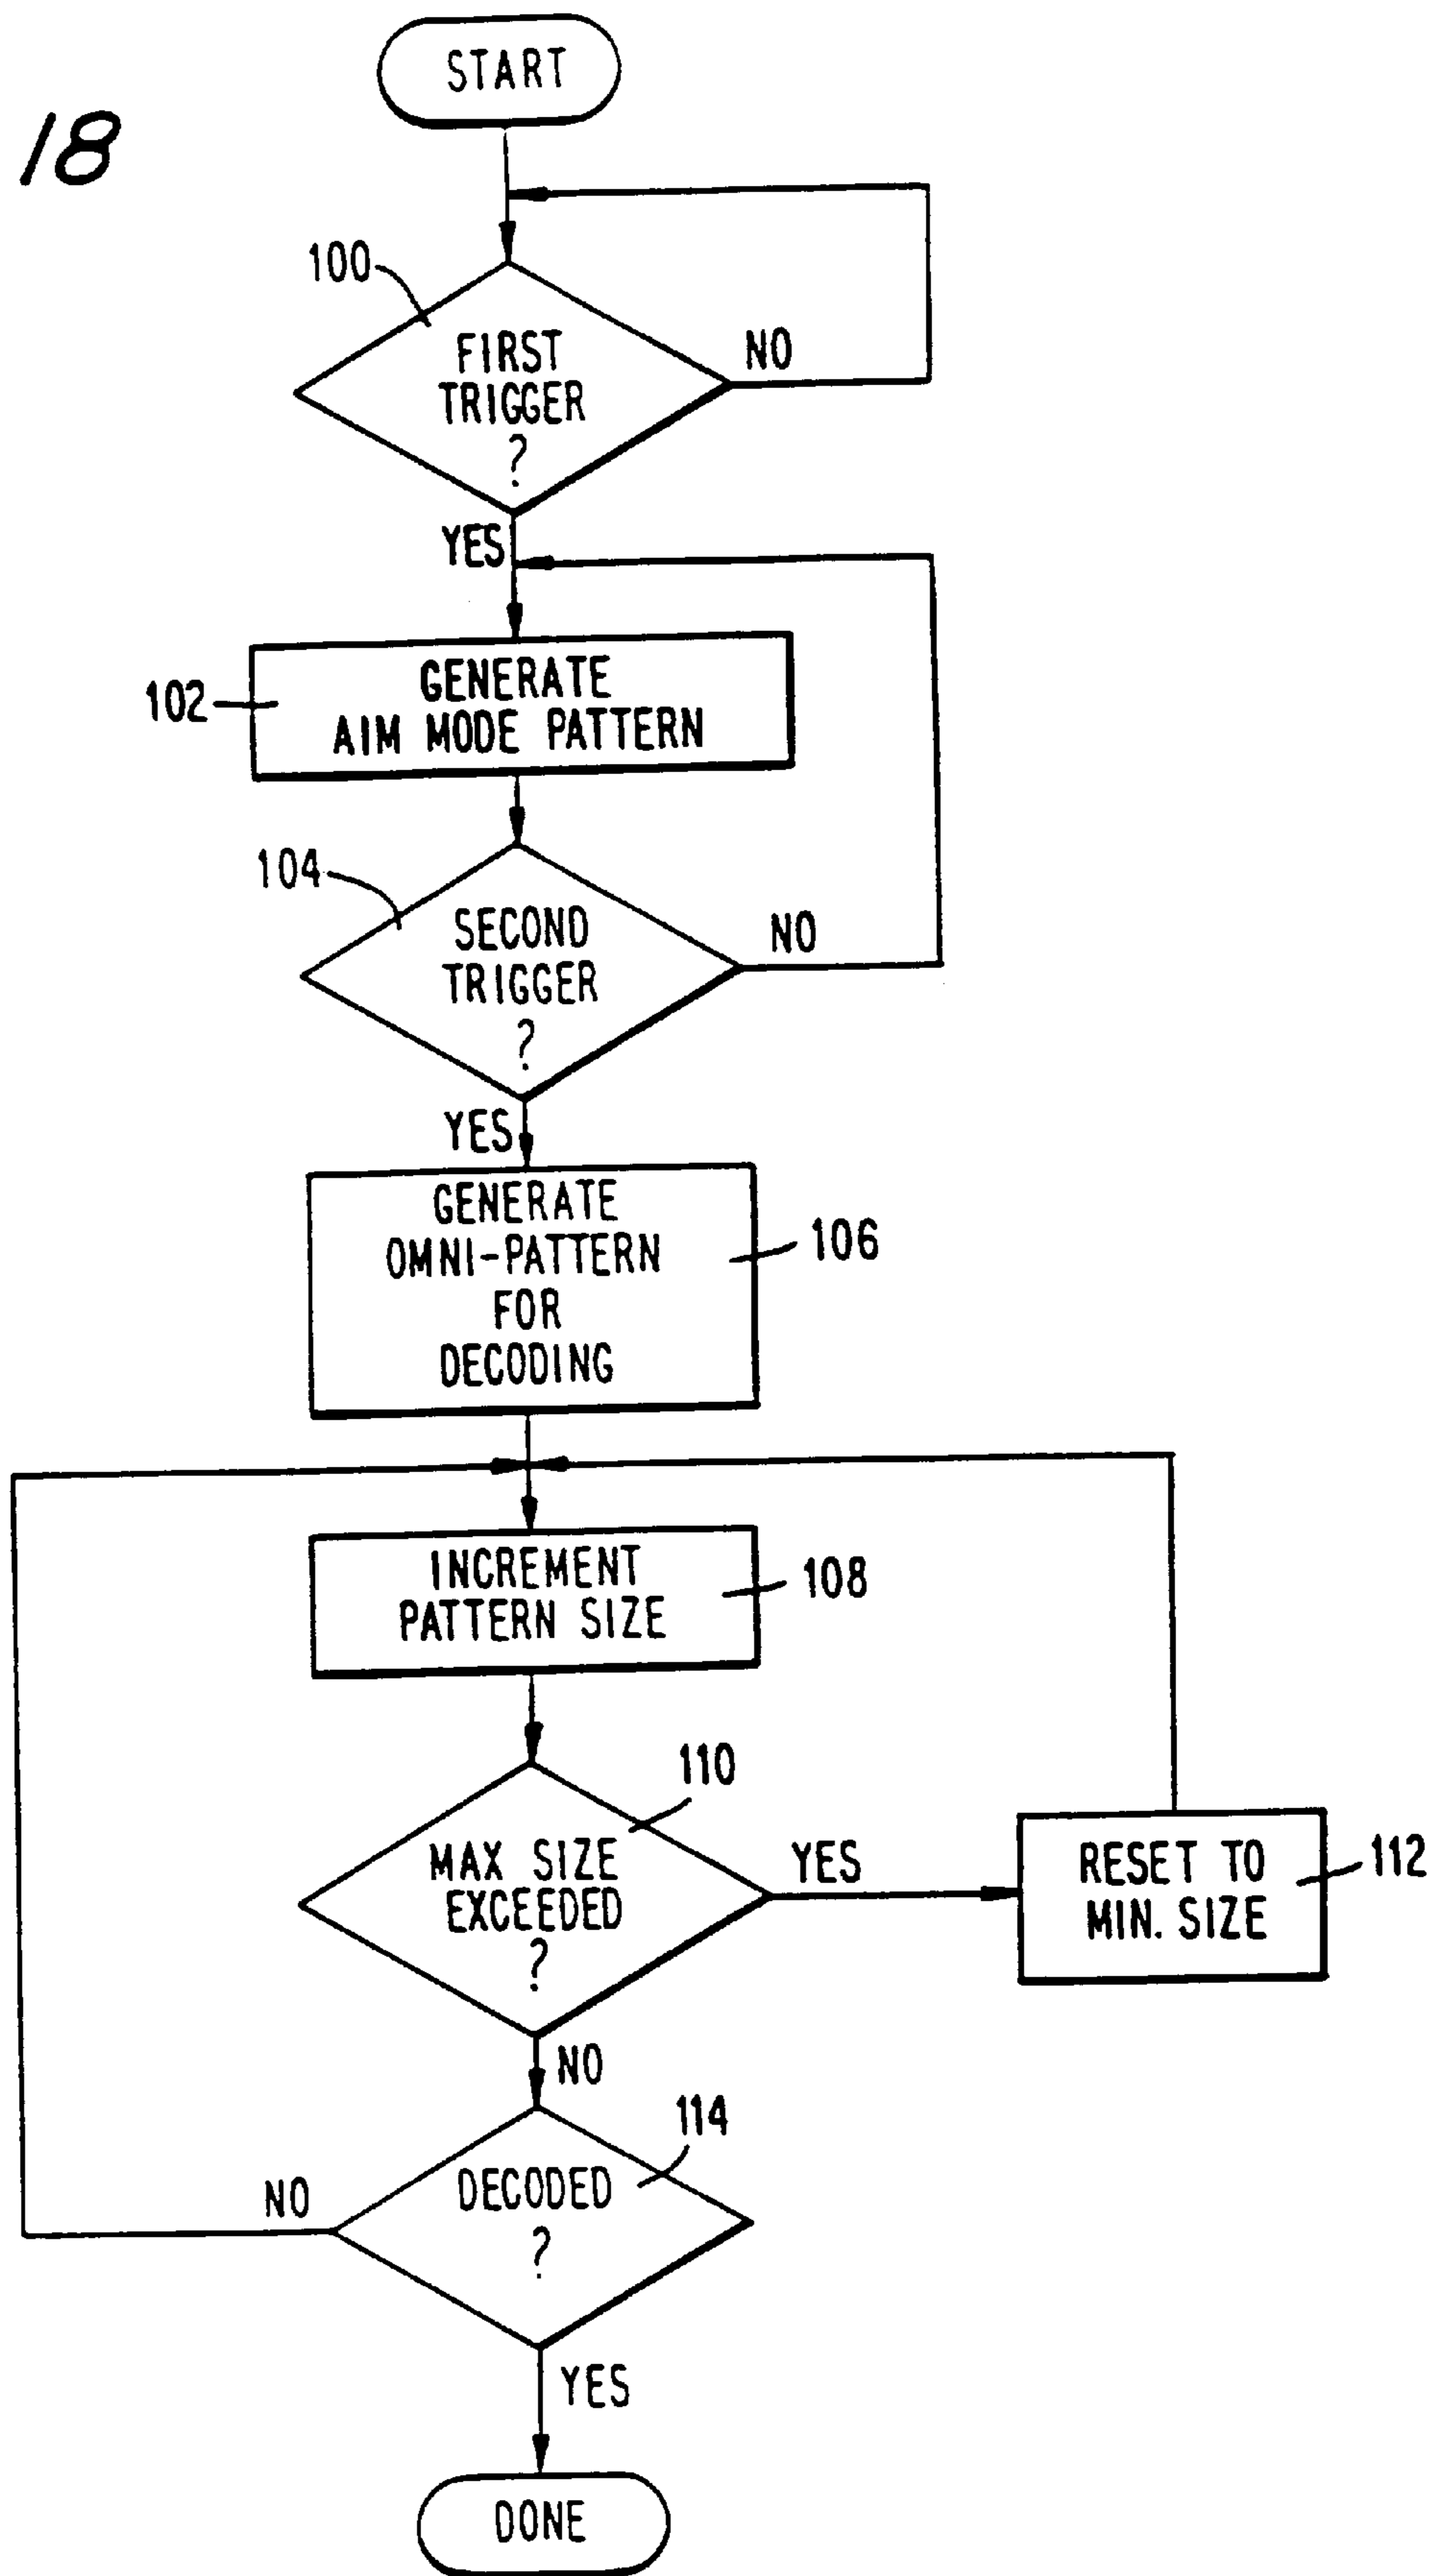 START
18
100
FIRST
TRIGGER
?
NO
YES
102
GENERATE
AIM MODE PATTERN
104
SECOND
TRIGGER
?
NO
YES
GENERATE
OMNI-PATTERN
FOR
DECODING
106
INCREMENT
PATTERN SIZE
108
110
MAX SIZE
EXCEEDED
?
YES
RESET TO
MIN. SIZE
112
NO
114
DECODED
?
NO
YES
DONE